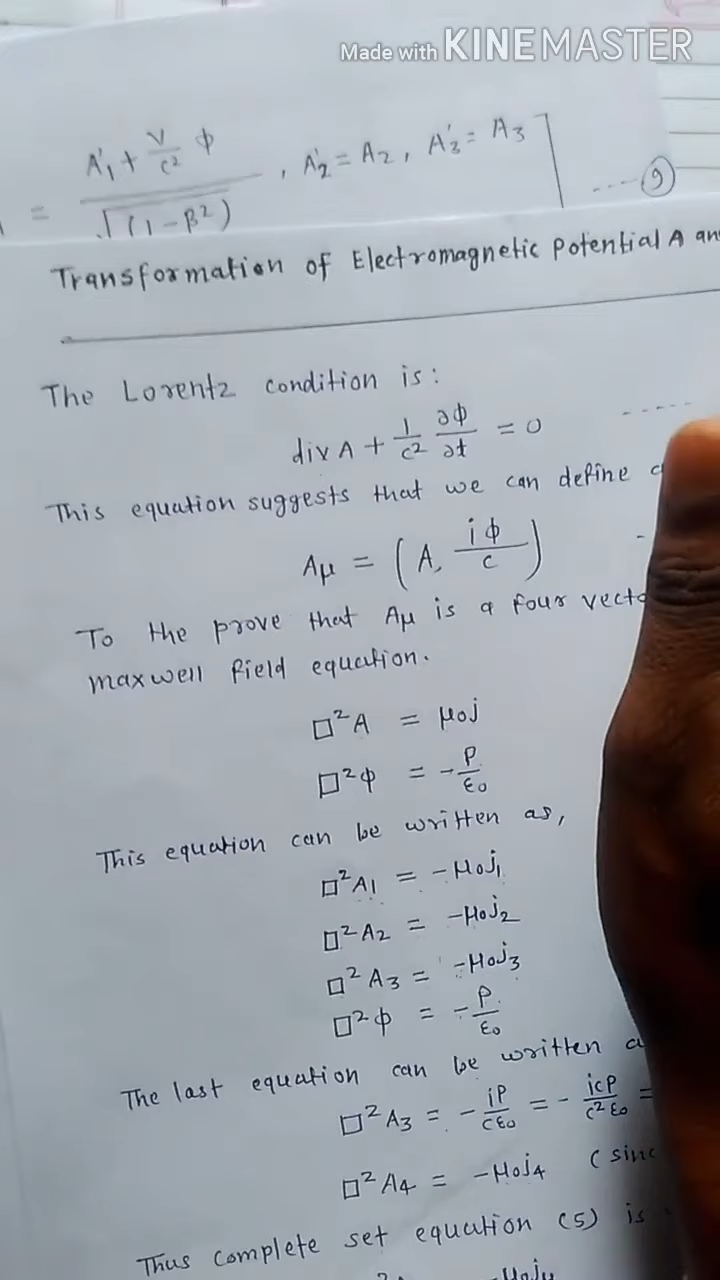 Made with KINEMASTER
= A'₁ + v/c² φ / √(1-β²) , A'₂ = A₂, A'₃ = A₃ ----(9)
Transformation of Electromagnetic Potential A
The Lorentz condition is:
div A + 1/c² ∂φ/∂t = 0 -----
This equation suggests that we can define
Aμ = (A, iφ/c) -
To the prove that Aμ is a four
maxwell field equation.
□²A = μ₀j
□²φ = -ρ/ε₀
This equation can be written as,
□²A₁ = -μ₀j₁
□²A₂ = -μ₀j₂
□²A₃ = -μ₀j₃
□²φ = -ρ/ε₀
The last equation can be written
□²A₃ = -iρ/cε₀ = -icρ/c²ε₀ =
□²A₄ = -μ₀j₄ (
Thus complete set equation (5) is